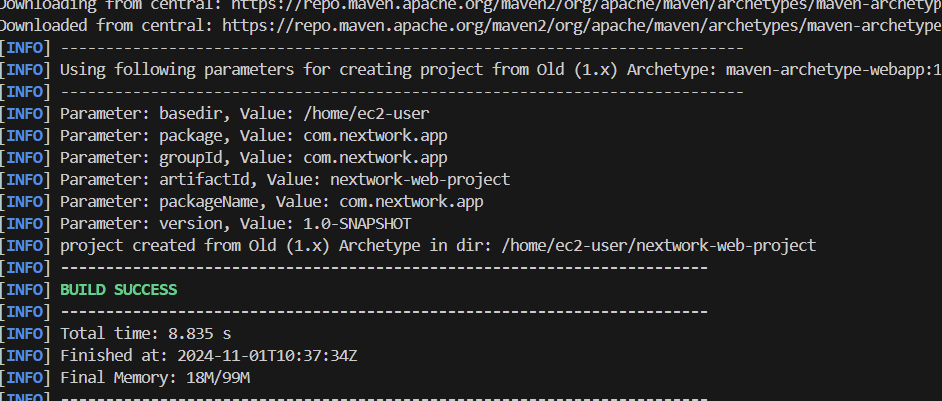 Downloading from central: https://repo.maven.apache.org/maven2/org/apache/maven/archetypes/maven-archetyp
Downloaded from central: https://repo.maven.apache.org/maven2/org/apache/maven/archetypes/maven-archetype
[INFO] ----------------------------------------------------------------------------
[INFO] Using following parameters for creating project from Old (1.x) Archetype: maven-archetype-webapp:1
[INFO] ----------------------------------------------------------------------------
[INFO] Parameter: basedir, Value: /home/ec2-user
[INFO] Parameter: package, Value: com.nextwork.app
[INFO] Parameter: groupId, Value: com.nextwork.app
[INFO] Parameter: artifactId, Value: nextwork-web-project
[INFO] Parameter: packageName, Value: com.nextwork.app
[INFO] Parameter: version, Value: 1.0-SNAPSHOT
[INFO] project created from Old (1.x) Archetype in dir: /home/ec2-user/nextwork-web-project
[INFO] ------------------------------------------------------------------------
[INFO] BUILD SUCCESS
[INFO] ------------------------------------------------------------------------
[INFO] Total time: 8.835 s
[INFO] Finished at: 2024-11-01T10:37:34Z
[INFO] Final Memory: 18M/99M
[INFO] ------------------------------------------------------------------------